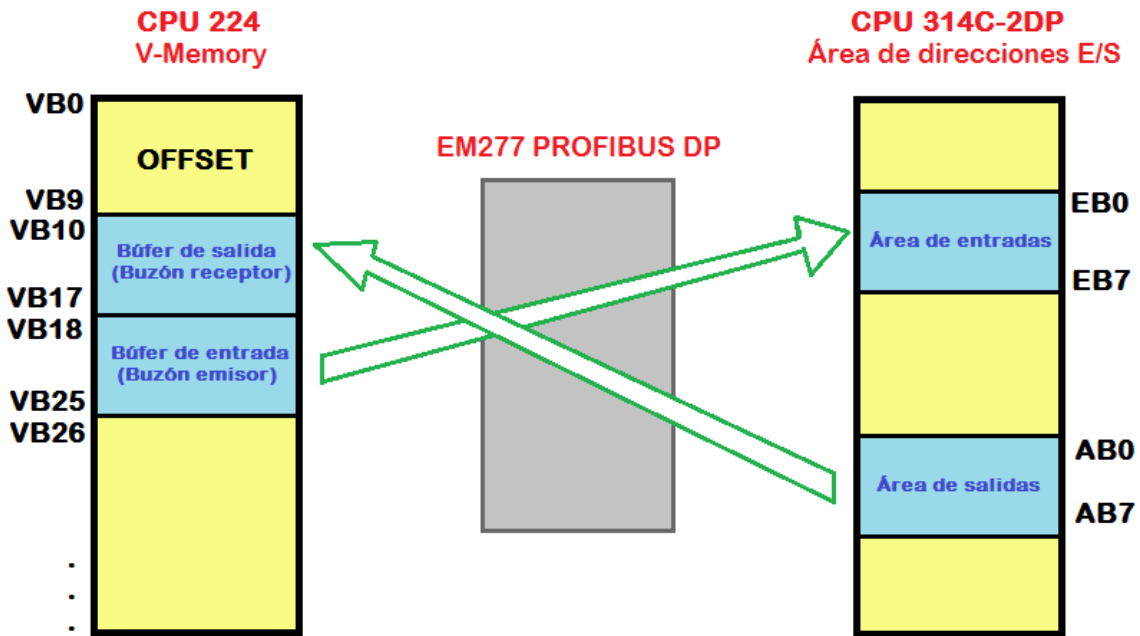 CPU 224
V-Memory
VB0
OFFSET
VB9
VB10
Búfer de salida
(Buzón receptor)
VB17
VB18
Búfer de entrada
(Buzón emisor)
VB25
VB26
.
.
.
EM277 PROFIBUS DP
CPU 314C-2DP
Área de direcciones E/S
EB0
Área de entradas
EB7
AB0
Área de salidas
AB7